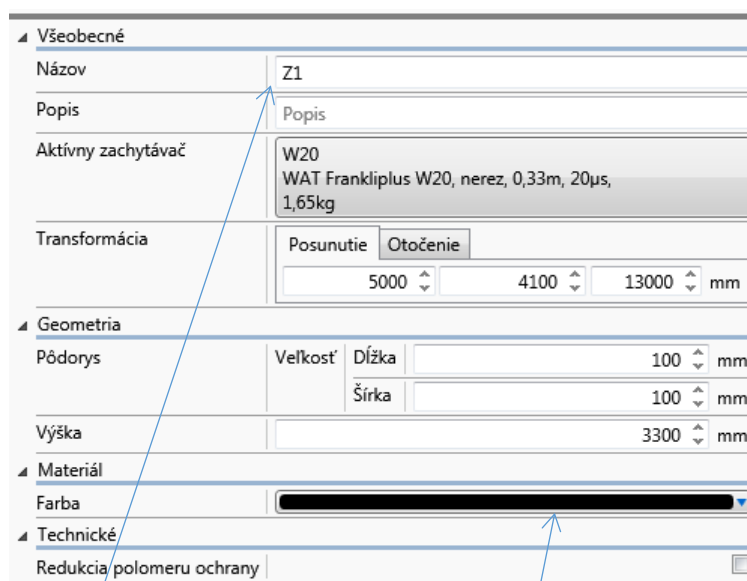 Všeobecné
Názov Z1
Popis Popis
Aktívny zachytávač W20
WAT Frankliplus W20, nerez, 0,33m, 20µs,
1,65kg
Transformácia Posunutie Otočenie
5000 4100 13000 mm
Geometria
Pôdorys Veľkosť Dĺžka 100 mm
Šírka 100 mm
Výška 3300 mm
Materiál
Farba
Technické
Redukcia polomeru ochrany